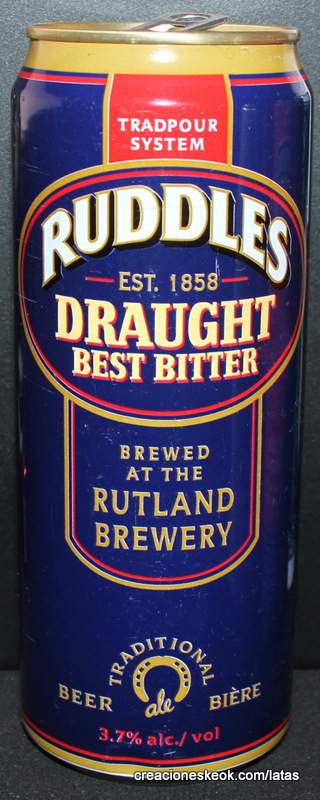 TRADPOUR
SYSTEM
RUDDLES
EST. 1858
DRAUGHT
BEST BITTER
BREWED
AT THE
RUTLAND
BREWERY
TRADITIONAL
ale
BEER
BIÈRE
3.7% alc./ vol
creacioneskeok.com/latas